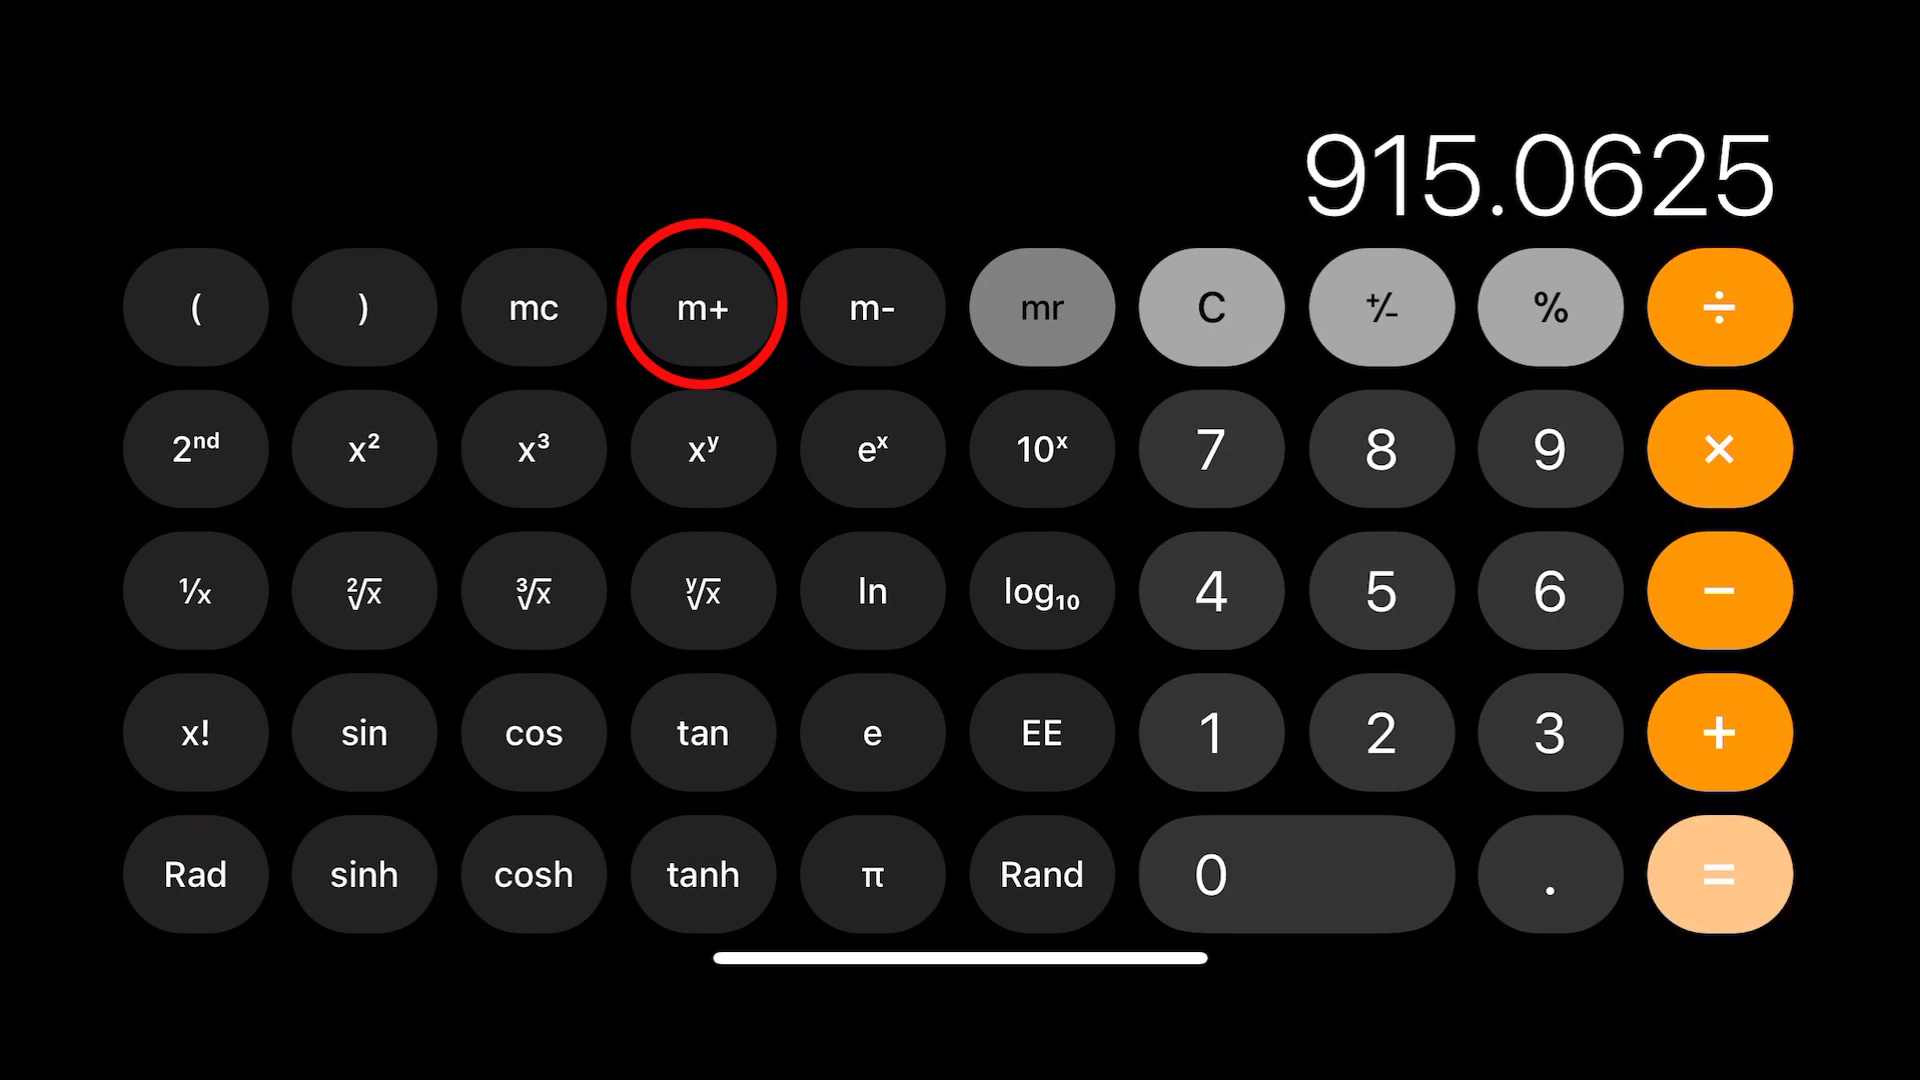 915.0625
( ) mc m+ m- mr C +/− % ÷
2ⁿᵈ x² x³ xʸ eˣ 10ˣ 7 8 9 ×
1/x ²√x ³√x ʸ√x ln log₁₀ 4 5 6 −
x! sin cos tan e EE 1 2 3 +
Rad sinh cosh tanh π Rand 0 . =